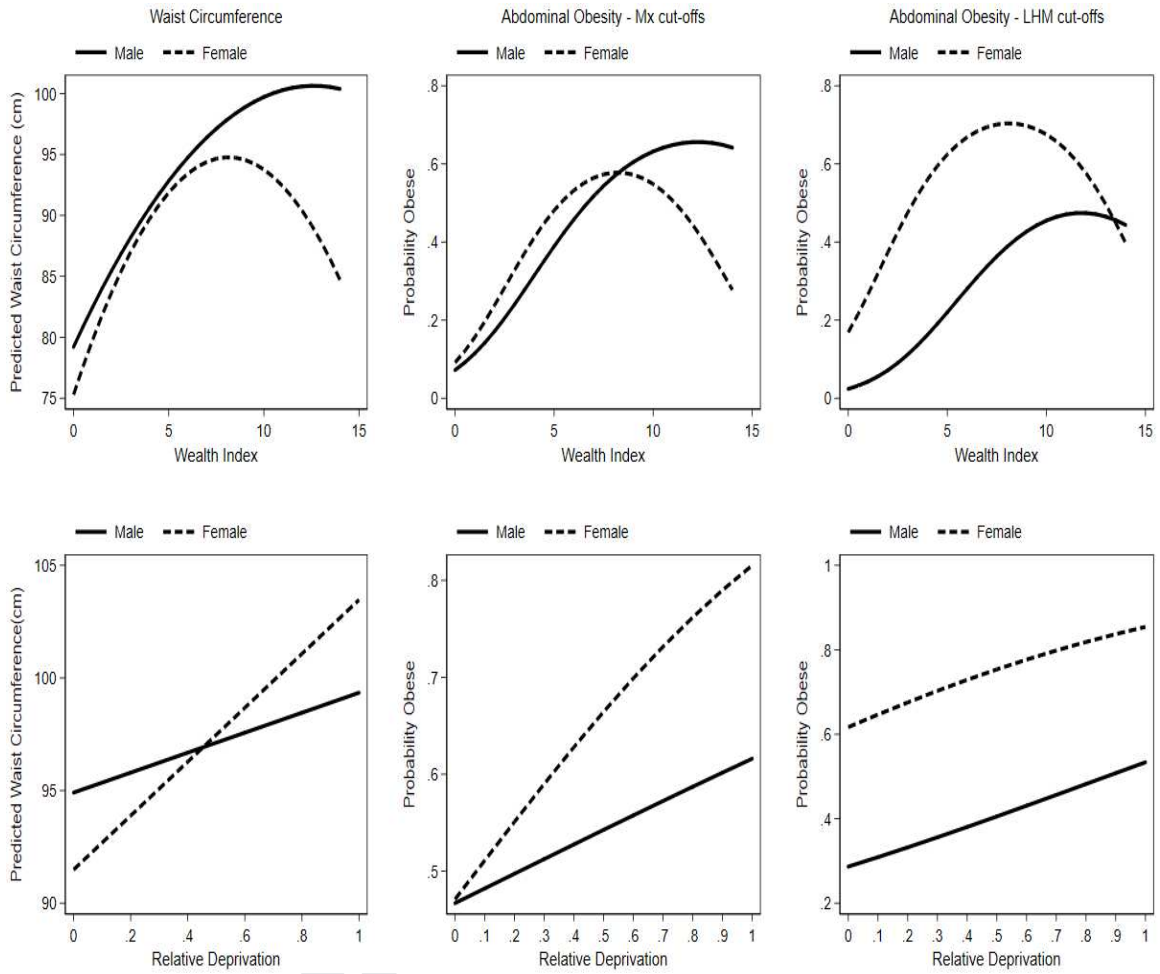 Waist Circumference
Male Female
Predicted Waist Circumference (cm)
100
95
90
85
80
75
0 5 10 15
Wealth Index
Abdominal Obesity - Mx cut-offs
Male Female
Probability Obese
.8
.6
.4
.2
0
0 5 10 15
Wealth Index
Abdominal Obesity - LHM cut-offs
Male Female
Probability Obese
.8
.6
.4
.2
0
0 5 10 15
Wealth Index
Male Female
Predicted Waist Circumference(cm)
105
100
95
90
0 .2 .4 .6 .8 1
Relative Deprivation
Male Female
Probability Obese
.8
.7
.6
.5
0 .1 .2 .3 .4 .5 .6 .7 .8 .9 1
Relative Deprivation
Male Female
Probability Obese
1
.8
.6
.4
.2
0 .1 .2 .3 .4 .5 .6 .7 .8 .9 1
Relative Deprivation